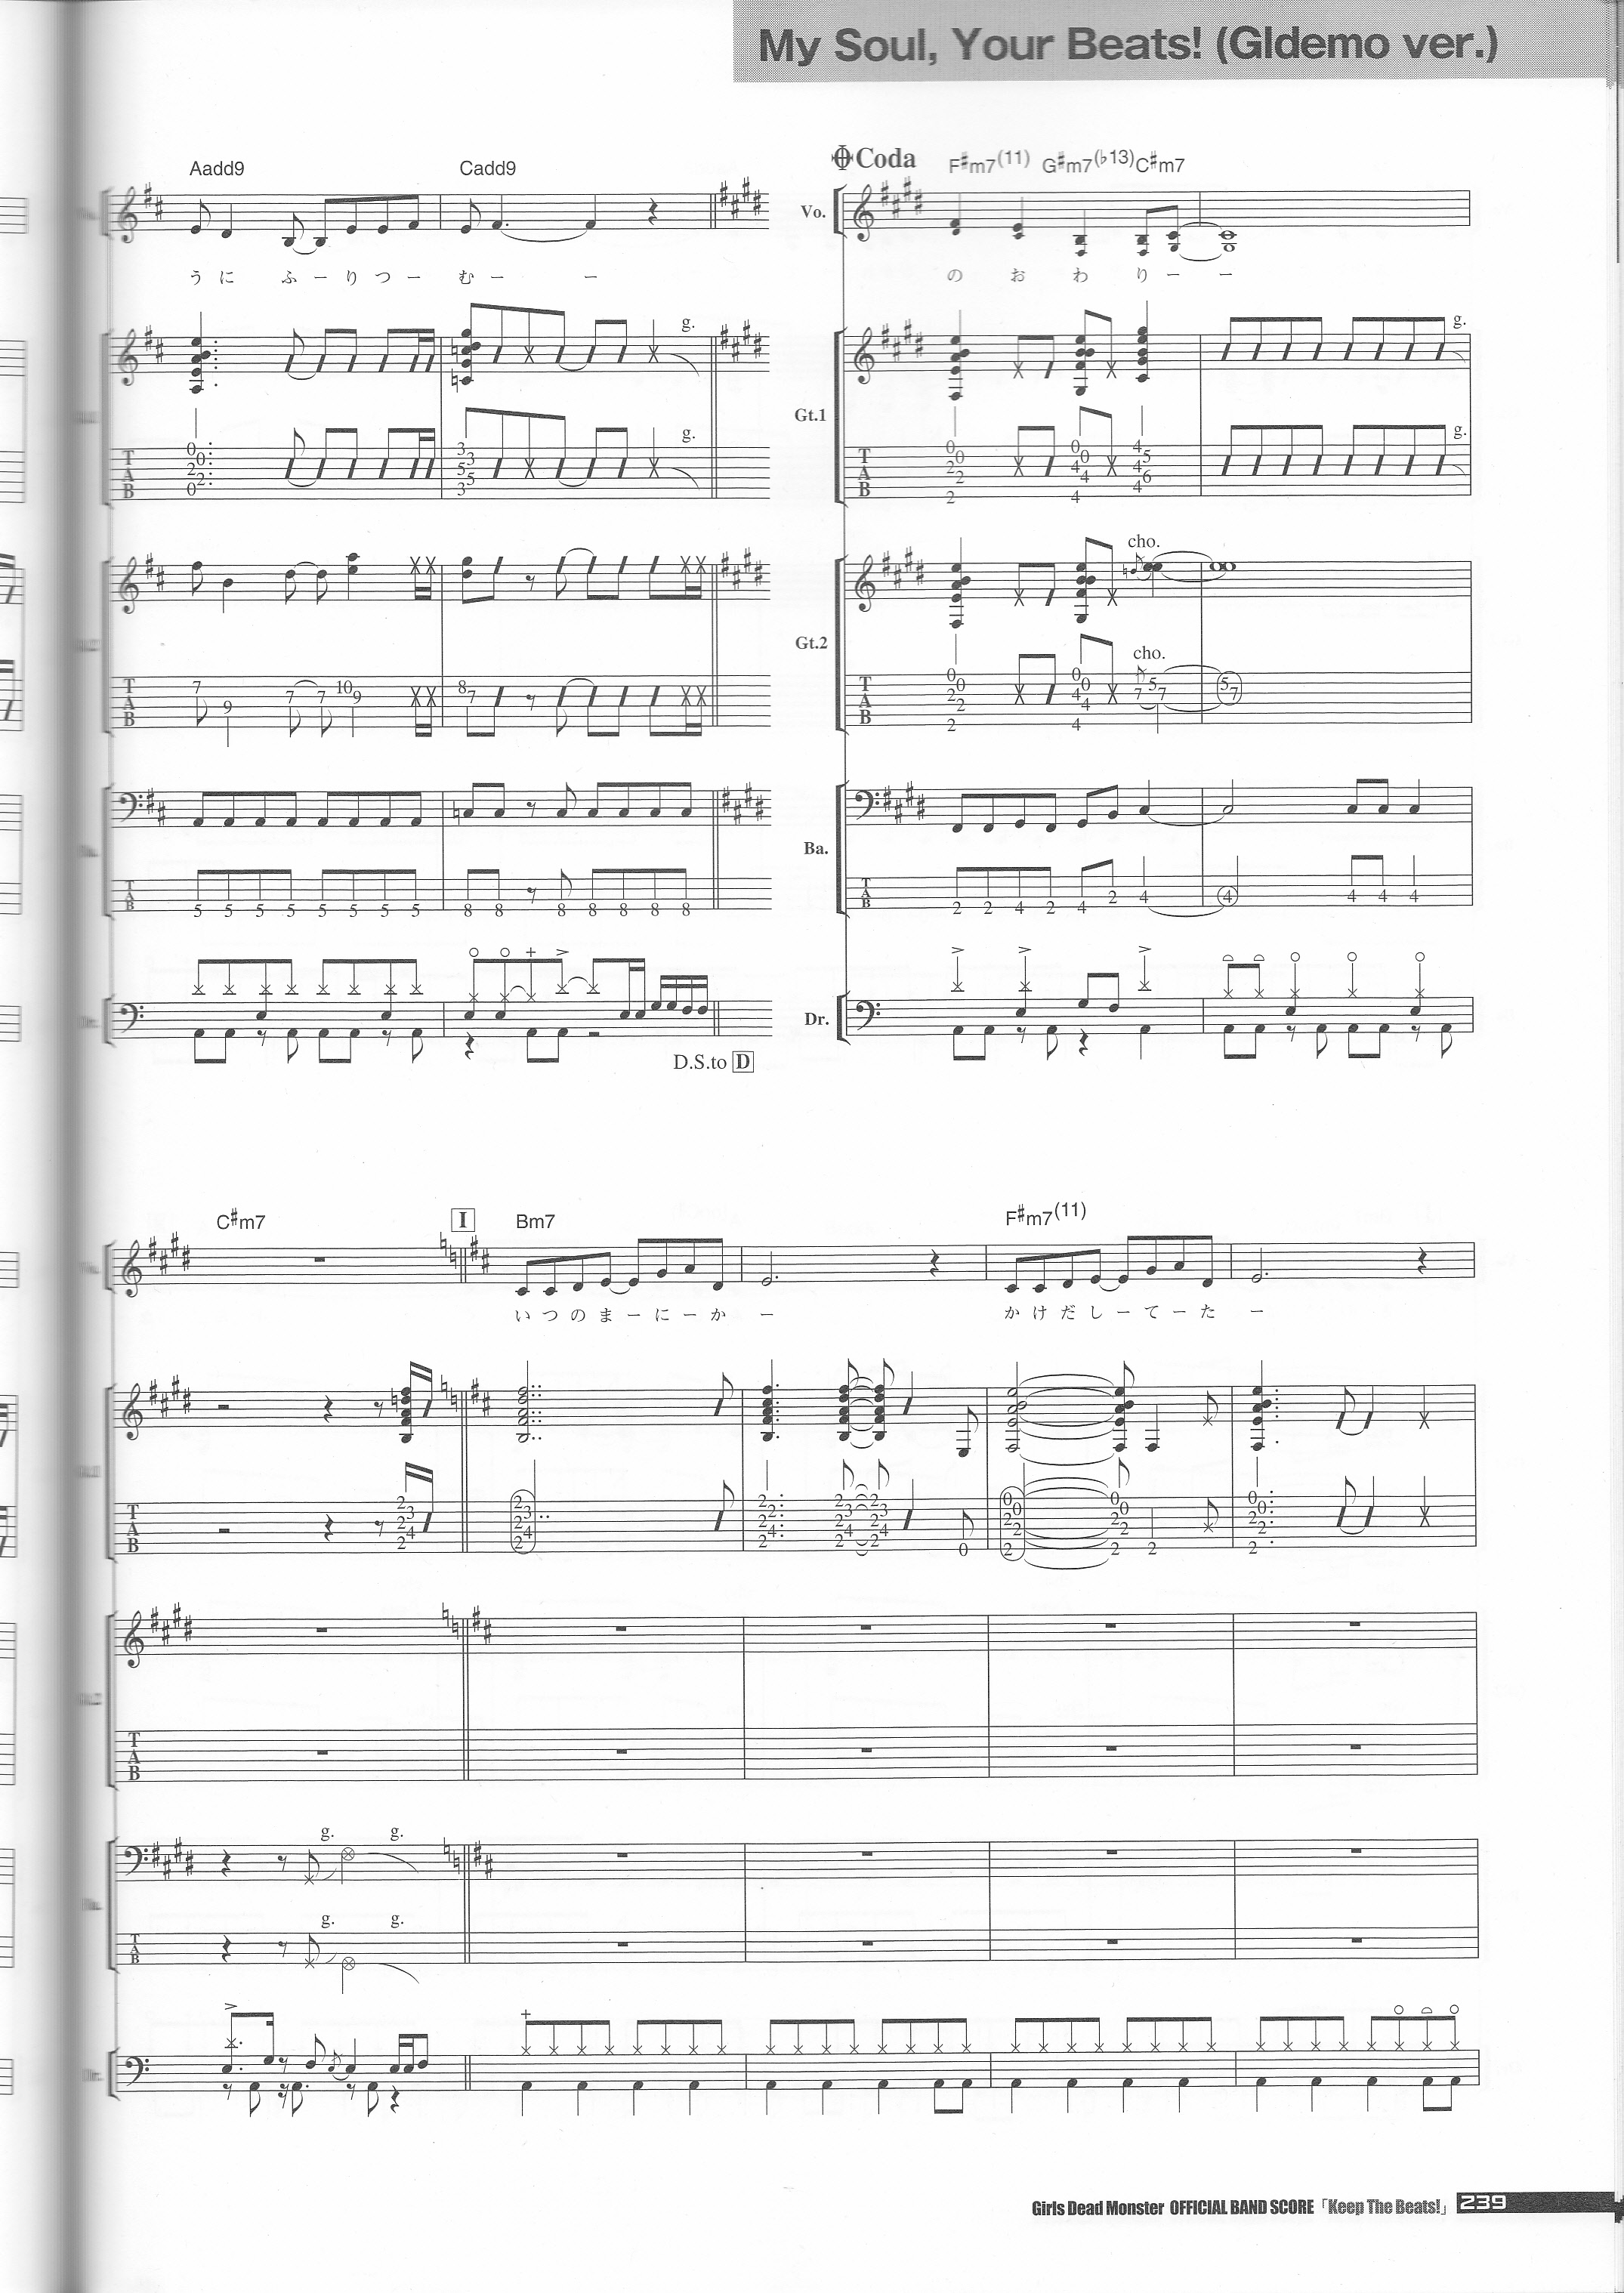 My Soul, Your Beats! (Gldemo ver.)
Aadd9 Cadd9
うに ふーりつー むー ー
g.
T A B
0 0 2 2 0 3 3 5 5 3 g.
7 9 7 7 10 9 8 7
5 5 5 5 5 5 5 5 8 8 8 8 8 8 8
D.S.to D
Coda F♯m7(11) G♯m7(♭13) C♯m7
Vo.
の お わ りー ー
g.
Gt.1
T A B
0 0 2 2 2 0 0 4 4 4 4 5 4 6 4 g.
cho.
Gt.2
cho.
T A B
0 0 2 2 2 0 0 4 4 4 7 5 7 5 7
Ba.
T A B
2 2 4 2 4 2 4 4 4 4 4
Dr.
C♯m7 I Bm7 F♯m7(11)
いつのまーにーか ー かけだしーてーた ー
T A B
2 3 2 4 2 2 3 2 4 2 2 2 2 4 2 2 3 2 4 2 2 3 2 4 2 0 0 0 2 2 2 0 0 2 2 2 2 0 0 2 2 2
T A B
g. g.
g. g.
T A B
Girls Dead Monster OFFICIAL BAND SCORE「Keep The Beats!」 239